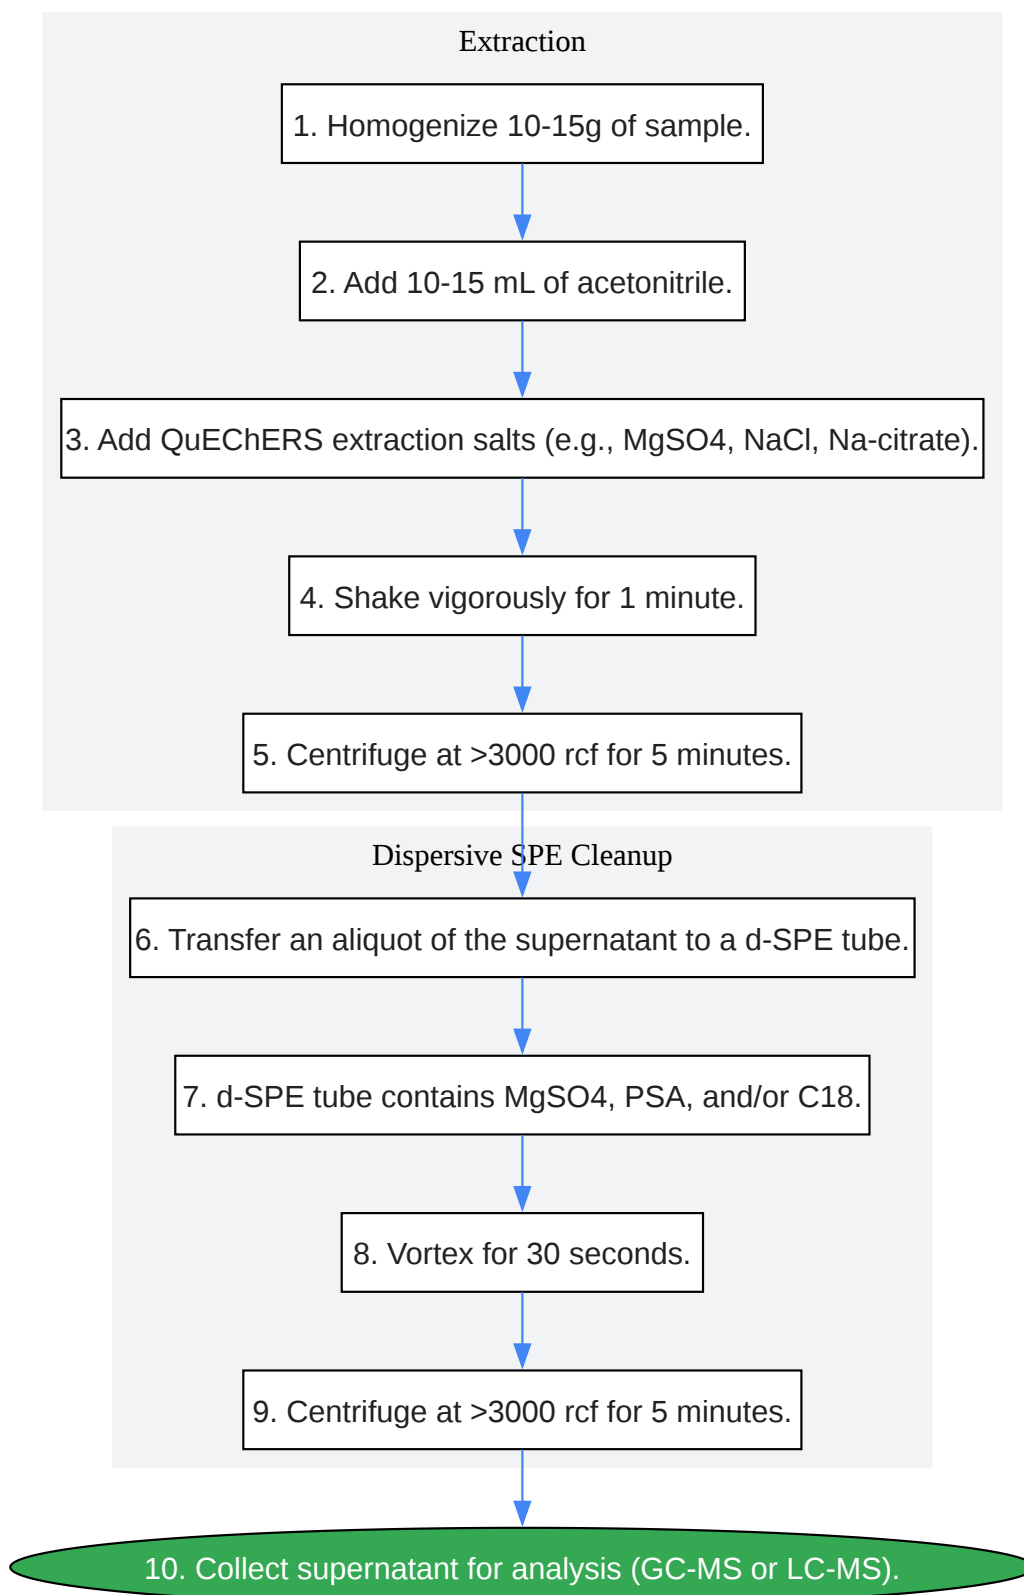 Extraction
1. Homogenize 10-15g of sample.
2. Add 10-15 mL of acetonitrile.
3. Add QuEChERS extraction salts (e.g., MgSO4, NaCl, Na-citrate).
4. Shake vigorously for 1 minute.
5. Centrifuge at >3000 rcf for 5 minutes.
Dispersive SPE Cleanup
6. Transfer an aliquot of the supernatant to a d-SPE tube.
7. d-SPE tube contains MgSO4, PSA, and/or C18.
8. Vortex for 30 seconds.
9. Centrifuge at >3000 rcf for 5 minutes.
10. Collect supernatant for analysis (GC-MS or LC-MS).